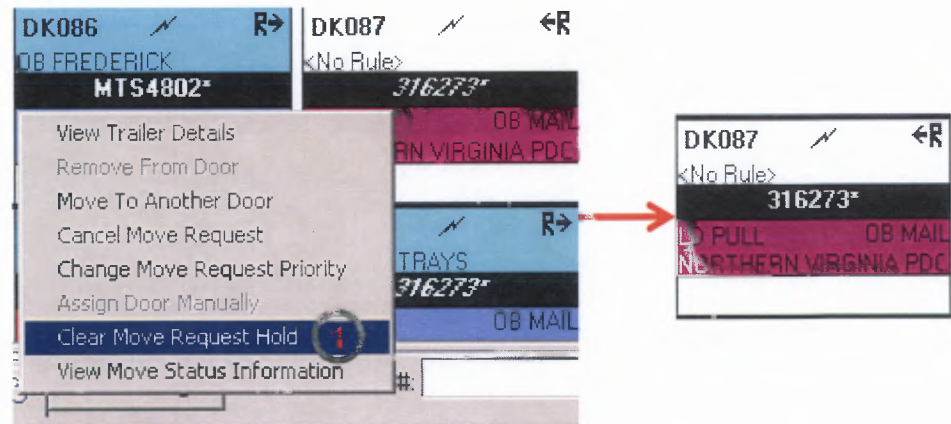 DK086 R→ DK087 ←R
OB FREDERICK <No Rule>
MTS4802* 316273*
OB MAIL
RN VIRGINIA PDC
View Trailer Details
Remove From Door
Move To Another Door
Cancel Move Request
Change Move Request Priority
Assign Door Manually
Clear Move Request Hold 1
View Move Status Information
R→
TRAYS
316273*
OB MAIL
#:
DK087 ←R
<No Rule>
316273*
PULL OB MAIL
NORTHERN VIRGINIA PDC